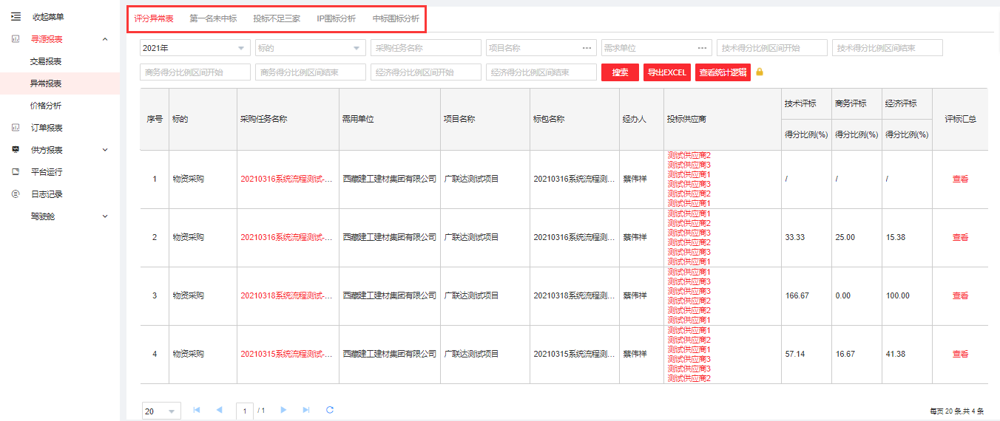 收起菜单
寻源报表
交易报表
异常报表
价格分析
订单报表
供方报表
平台运行
日志记录
驾驶舱
评分异常表 第一名未中标 投标不足三家 IP围标分析 中标围标分析
2021年 标的 采购任务名称 项目名称 ··· 需求单位 ··· 技术得分比例区间开始 技术得分比例区间结束
商务得分比例区间开始 商务得分比例区间结束 经济得分比例区间开始 经济得分比例区间结束 搜索 导出EXCEL 查看统计逻辑
序号 标的 采购任务名称 需用单位 项目名称 标包名称 经办人 投标供应商 技术评标 商务评标 经济评标 评标汇总
得分比例(%) 得分比例(%) 得分比例(%)
1 物资采购 20210316系统流程测试-... 西藏建工建材集团有限公司 广联达测试项目 20210316系统流程测... 蔡伟祥 / / / 查看
测试供应商2
测试供应商3
测试供应商1
测试供应商3
测试供应商2
测试供应商1
2 物资采购 20210316系统流程测试-... 西藏建工建材集团有限公司 广联达测试项目 20210316系统流程测... 蔡伟祥 33.33 25.00 15.38 查看
测试供应商1
测试供应商2
测试供应商3
测试供应商2
测试供应商3
测试供应商1
3 物资采购 20210318系统流程测试-... 西藏建工建材集团有限公司 广联达测试项目 20210318系统流程测... 蔡伟祥 166.67 0.00 100.00 查看
测试供应商1
测试供应商3
测试供应商3
测试供应商2
测试供应商2
测试供应商1
4 物资采购 20210315系统流程测试-... 西藏建工建材集团有限公司 广联达测试项目 20210315系统流程测... 蔡伟祥 57.14 16.67 41.38 查看
测试供应商1
测试供应商2
测试供应商1
测试供应商3
测试供应商3
测试供应商2
20 1 / 1 每页 20 条,共 4 条